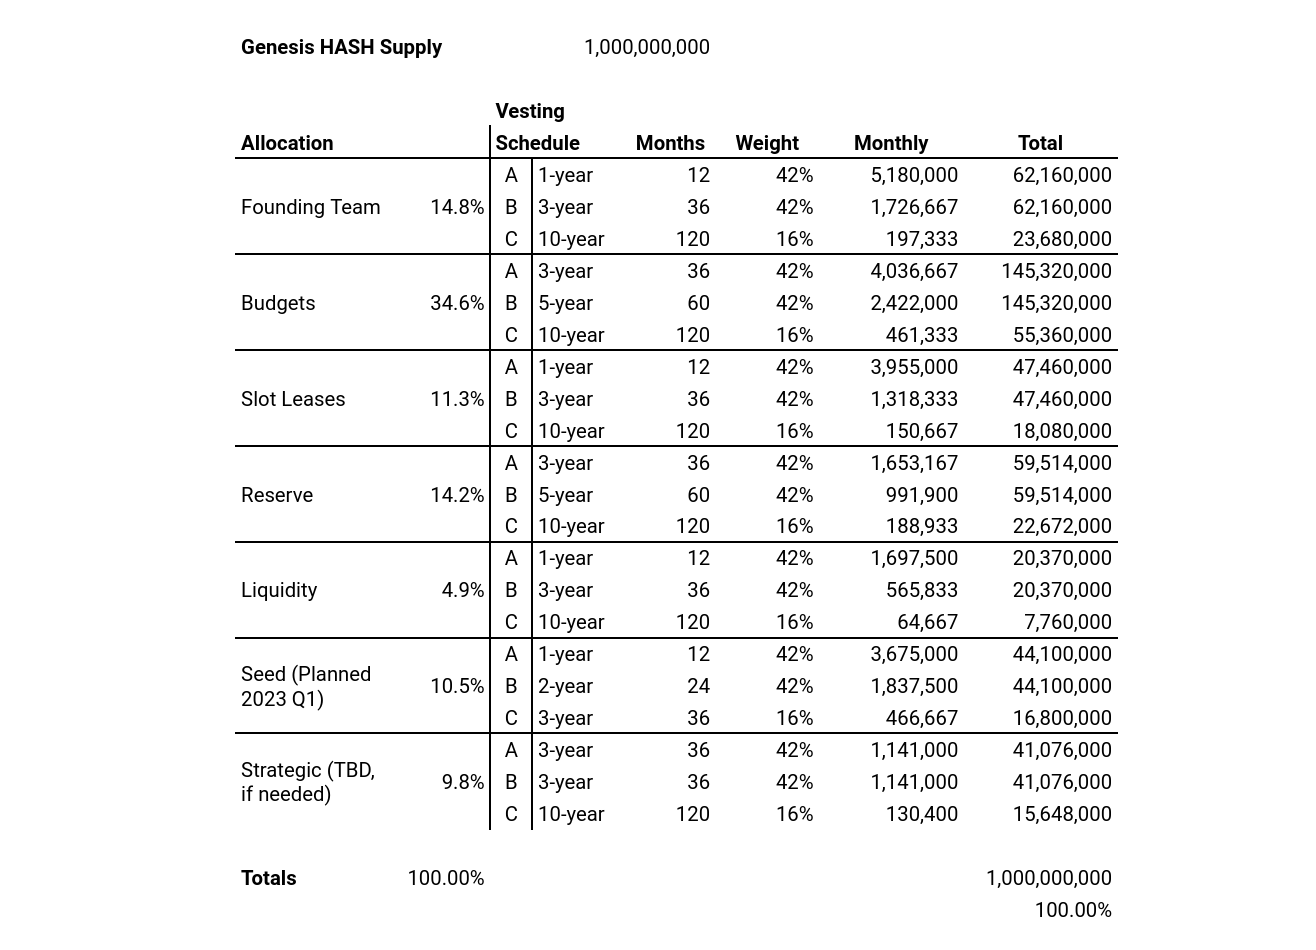 Genesis HASH Supply 1,000,000,000
Vesting
Allocation Schedule Months Weight Monthly Total
A 1-year 12 42% 5,180,000 62,160,000
Founding Team 14.8% B 3-year 36 42% 1,726,667 62,160,000
C 10-year 120 16% 197,333 23,680,000
A 3-year 36 42% 4,036,667 145,320,000
Budgets 34.6% B 5-year 60 42% 2,422,000 145,320,000
C 10-year 120 16% 461,333 55,360,000
A 1-year 12 42% 3,955,000 47,460,000
Slot Leases 11.3% B 3-year 36 42% 1,318,333 47,460,000
C 10-year 120 16% 150,667 18,080,000
A 3-year 36 42% 1,653,167 59,514,000
Reserve 14.2% B 5-year 60 42% 991,900 59,514,000
C 10-year 120 16% 188,933 22,672,000
A 1-year 12 42% 1,697,500 20,370,000
Liquidity 4.9% B 3-year 36 42% 565,833 20,370,000
C 10-year 120 16% 64,667 7,760,000
A 1-year 12 42% 3,675,000 44,100,000
Seed (Planned
2023 Q1) 10.5% B 2-year 24 42% 1,837,500 44,100,000
C 3-year 36 16% 466,667 16,800,000
A 3-year 36 42% 1,141,000 41,076,000
Strategic (TBD,
if needed) 9.8% B 3-year 36 42% 1,141,000 41,076,000
C 10-year 120 16% 130,400 15,648,000
Totals 100.00% 1,000,000,000
100.00%